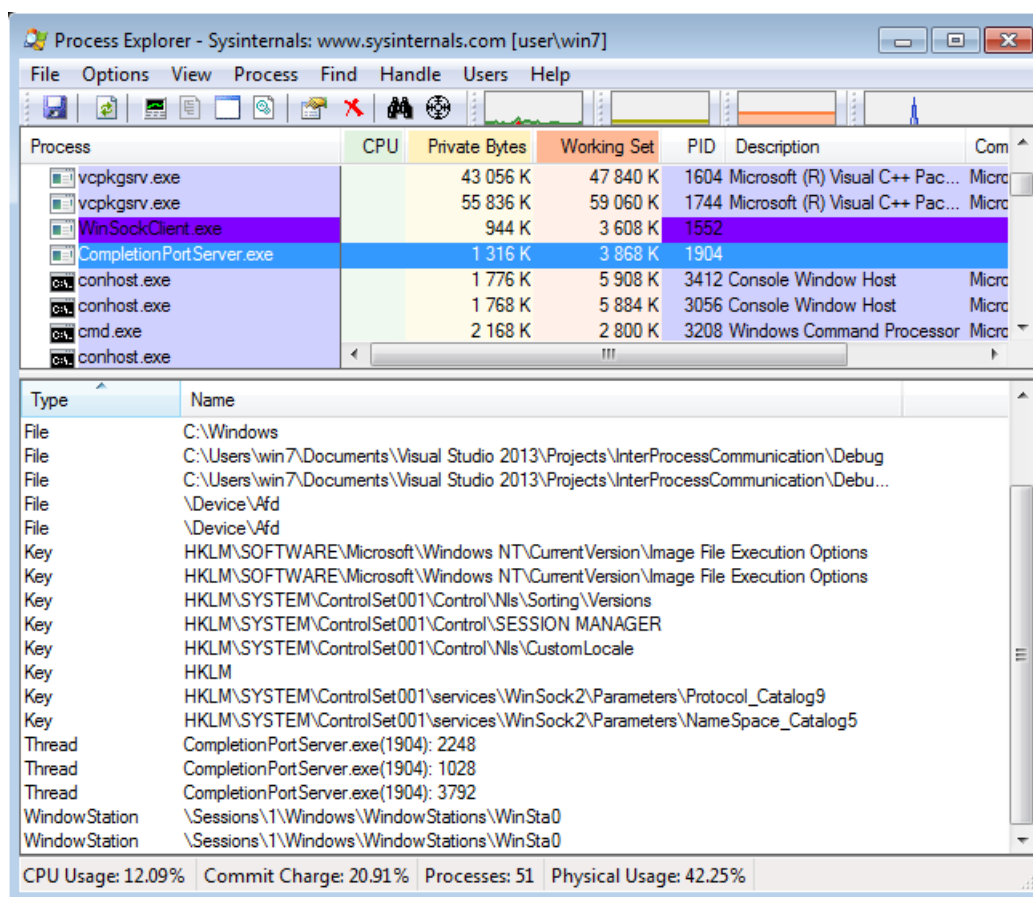 Process Explorer - Sysinternals: www.sysinternals.com [user\win7]
File Options View Process Find Handle Users Help
Process CPU Private Bytes Working Set PID Description Com
vcpkgsrv.exe 43 056 K 47 840 K 1604 Microsoft (R) Visual C++ Pac... Micro
vcpkgsrv.exe 55 836 K 59 060 K 1744 Microsoft (R) Visual C++ Pac... Micro
WinSockClient.exe 944 K 3 608 K 1552
CompletionPortServer.exe 1 316 K 3 868 K 1904
conhost.exe 1 776 K 5 908 K 3412 Console Window Host Micro
conhost.exe 1 768 K 5 884 K 3056 Console Window Host Micro
cmd.exe 2 168 K 2 800 K 3208 Windows Command Processor Micro
conhost.exe
Type Name
File C:\Windows
File C:\Users\win7\Documents\Visual Studio 2013\Projects\InterProcessCommunication\Debug
File C:\Users\win7\Documents\Visual Studio 2013\Projects\InterProcessCommunication\Debu...
File \Device\Afd
File \Device\Afd
Key HKLM\SOFTWARE\Microsoft\Windows NT\CurrentVersion\Image File Execution Options
Key HKLM\SOFTWARE\Microsoft\Windows NT\CurrentVersion\Image File Execution Options
Key HKLM\SYSTEM\ControlSet001\Control\Nls\Sorting\Versions
Key HKLM\SYSTEM\ControlSet001\Control\SESSION MANAGER
Key HKLM\SYSTEM\ControlSet001\Control\Nls\CustomLocale
Key HKLM
Key HKLM\SYSTEM\ControlSet001\services\WinSock2\Parameters\Protocol_Catalog9
Key HKLM\SYSTEM\ControlSet001\services\WinSock2\Parameters\NameSpace_Catalog5
Thread CompletionPortServer.exe(1904): 2248
Thread CompletionPortServer.exe(1904): 1028
Thread CompletionPortServer.exe(1904): 3792
WindowStation \Sessions\1\Windows\WindowStations\WinSta0
WindowStation \Sessions\1\Windows\WindowStations\WinSta0
CPU Usage: 12.09% Commit Charge: 20.91% Processes: 51 Physical Usage: 42.25%